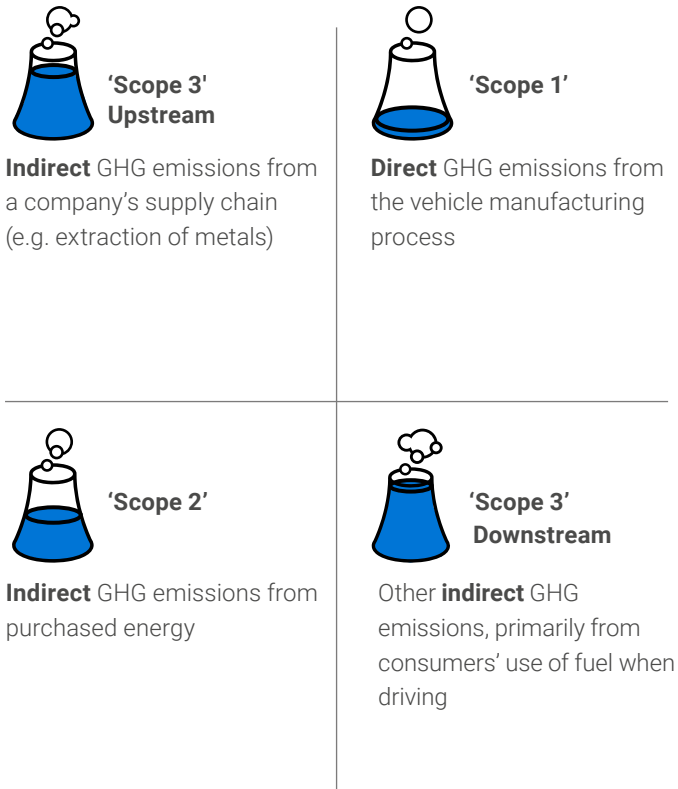 ‘Scope 3'
Upstream
Indirect GHG emissions from
a company’s supply chain
(e.g. extraction of metals)
‘Scope 1’
Direct GHG emissions from
the vehicle manufacturing
process
‘Scope 2’
Indirect GHG emissions from
purchased energy
‘Scope 3’
Downstream
Other indirect GHG
emissions, primarily from
consumers’ use of fuel when
driving